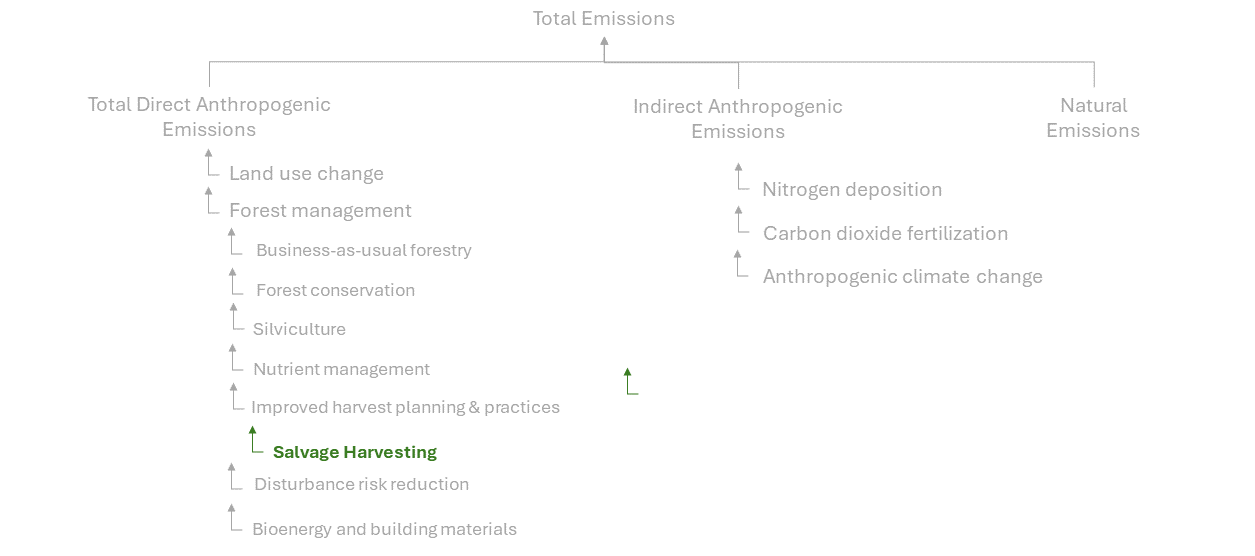 Total Emissions
Total Direct Anthropogenic
Emissions
Land use change
Forest management
Business-as-usual forestry
Forest conservation
Silviculture
Nutrient management
Improved harvest planning & practices
Salvage Harvesting
Disturbance risk reduction
Bioenergy and building materials
Indirect Anthropogenic
Emissions
Nitrogen deposition
Carbon dioxide fertilization
Anthropogenic climate change
Natural
Emissions